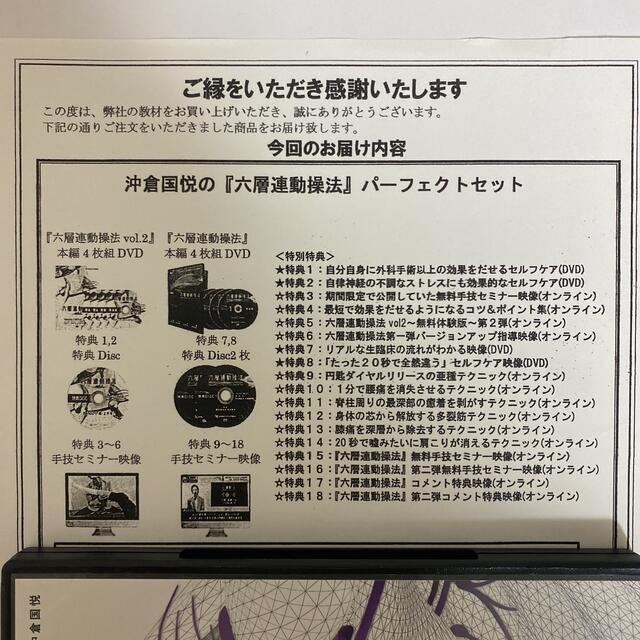 ご縁をいただき感謝いたします
この度は、弊社の教材をお買い上げいただき、誠にありがとうございます。
下記の通りご注文をいただきました商品をお届け致します。
今回のお届け内容
沖倉国悦の『六層連動操法』パーフェクトセット
『六層連動操法 vol.2』
本編４枚組 DVD
『六層連動操法』
本編４枚組 DVD
特典 1,2
特典 Disc
特典 7,8
特典 Disc2 枚
特典 3～6
手技セミナー映像
特典 9～18
手技セミナー映像
＜特別特典＞
★特典１：自分自身に外科手術以上の効果をだせるセルフケア(DVD)
★特典２：自律神経の不調なストレスにも効果的なセルフケア(DVD)
☆特典３：期間限定で公開していた無料手技セミナー映像(オンライン)
☆特典４：最短で効果をだせるようになるコツ＆ポイント集(オンライン)
☆特典５：六層連動操法 vol2～無料体験版～第２弾(オンライン)
☆特典６：六層連動操法第一弾バージョンアップ指導映像(オンライン)
★特典７：リアルな生臨床の流れがわかる映像(DVD)
★特典８：「たった２０秒で全然違う」セルフケア映像(DVD)
☆特典９：円匙ダイヤルリリースの亜種テクニック(オンライン)
☆特典１０：１分で腰痛を消失させるテクニック(オンライン)
☆特典１１：脊柱周りの最深部の癒着を剥がすテクニック(オンライン)
☆特典１２：身体の芯から解放する多裂筋テクニック(オンライン)
☆特典１３：膝痛を深層から除去するテクニック(オンライン)
☆特典１４：20秒で嘘みたいに肩こりが消えるテクニック(オンライン)
☆特典１５：『六層連動操法』無料手技セミナー映像(オンライン)
☆特典１６：『六層連動操法』第二弾無料手技セミナー映像(オンライン)
☆特典１７：『六層連動操法』コメント特典映像(オンライン)
☆特典１８：『六層連動操法』第二弾コメント特典映像(オンライン)
沖倉国悦